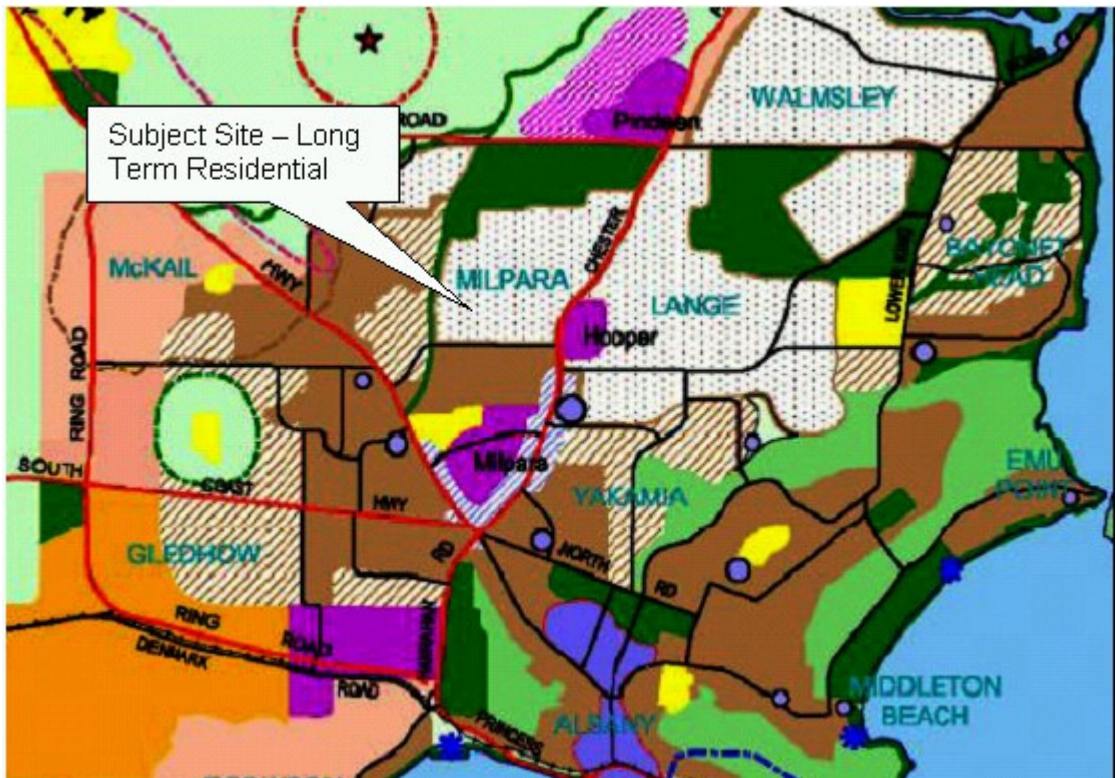 WALMSLEY
Pindeen
ROAD
Subject Site – Long
Term Residential
CHESTER
McKAIL
HWY
MILPARA
LANGE
LOWER KING
BAYONET
ROAD
Hooper
RING ROAD
SOUTH
COAST
HWY
Milpara
YAKAMIA
EMU
POINT
GLEDHOW
RD
NORTH
RD
RING
ROAD
DENMARK
ROAD
HANRAHAN
PRINCESS
ALBANY
MIDDLETON
BEACH